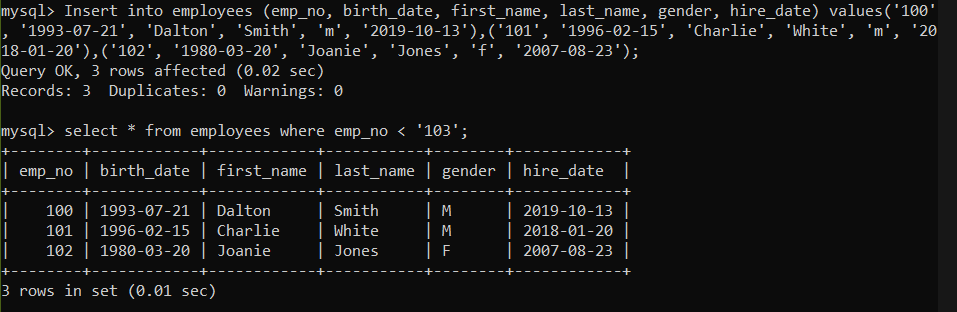 mysql> Insert into employees (emp_no, birth_date, first_name, last_name, gender, hire_date) values('100'
, '1993-07-21', 'Dalton', 'Smith', 'm', '2019-10-13'),('101', '1996-02-15', 'Charlie', 'White', 'm', '20
18-01-20'),('102', '1980-03-20', 'Joanie', 'Jones', 'f', '2007-08-23');
Query OK, 3 rows affected (0.02 sec)
Records: 3  Duplicates: 0  Warnings: 0

mysql> select * from employees where emp_no < '103';
+--------+------------+------------+-----------+--------+------------+
| emp_no | birth_date | first_name | last_name | gender | hire_date  |
+--------+------------+------------+-----------+--------+------------+
|    100 | 1993-07-21 | Dalton     | Smith     | M      | 2019-10-13 |
|    101 | 1996-02-15 | Charlie    | White     | M      | 2018-01-20 |
|    102 | 1980-03-20 | Joanie     | Jones     | F      | 2007-08-23 |
+--------+------------+------------+-----------+--------+------------+
3 rows in set (0.01 sec)